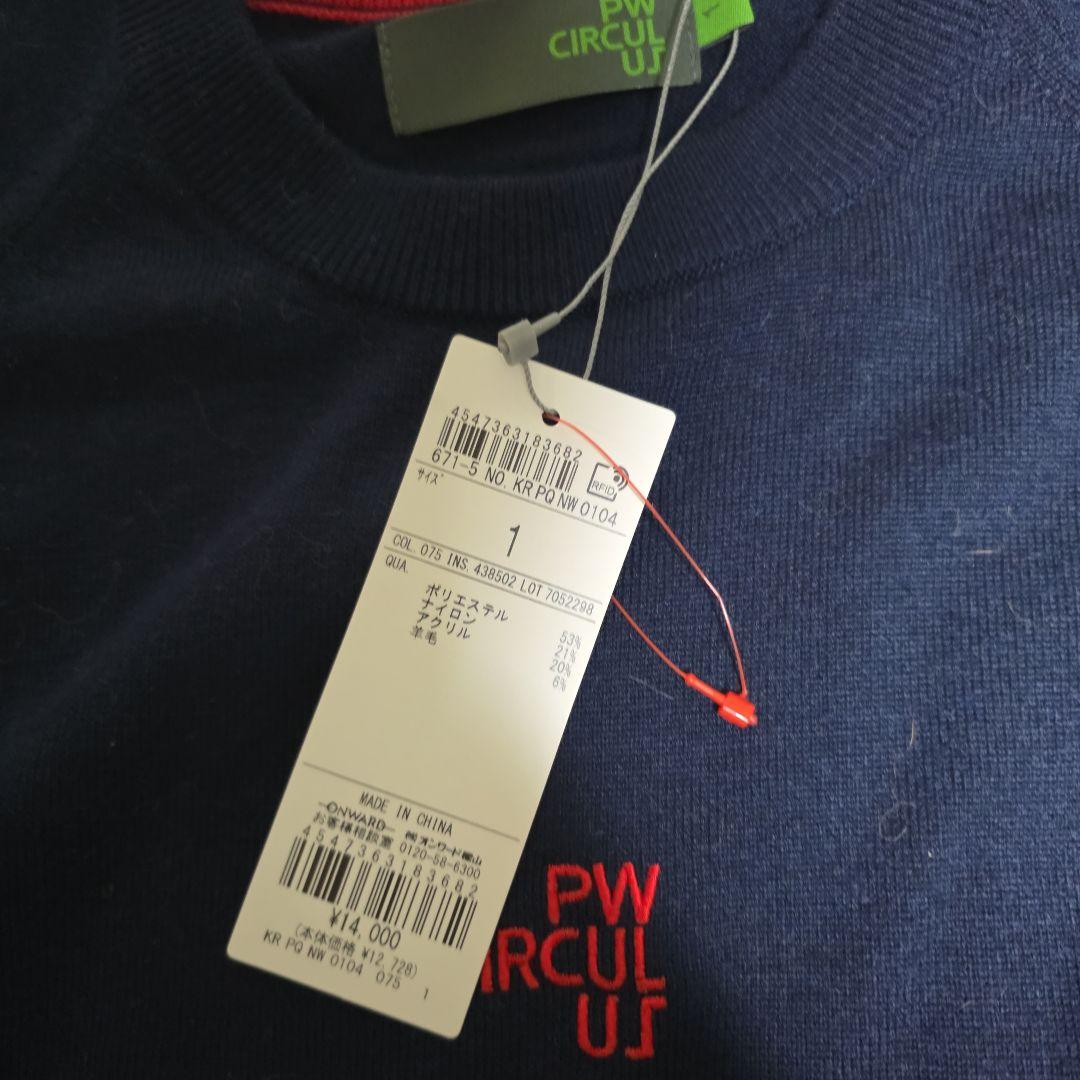 PW
CIRCUL
US
1
4547363183682
671-5 NO. KR PQ NW 0104
RFID
サイズ
1
COL. 075 INS. 438502 LOT 7052298
QUA.
ポリエステル 53%
ナイロン 21%
アクリル 20%
羊毛 6%
MADE IN CHINA
ONWARD ㈱オンワード樫山
お客様相談室 0120-58-6300
4547363183682
¥14,000
(本体価格 ¥12,728)
KR PQ NW 0104 075 1
PW
CIRCUL
US